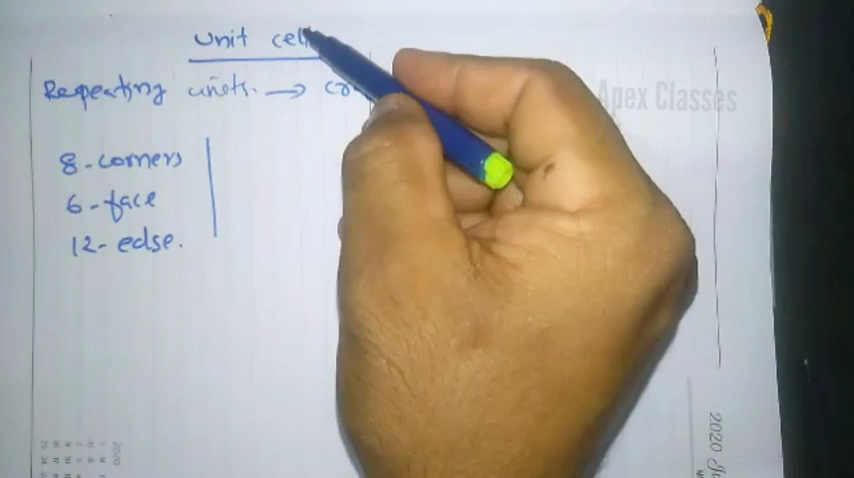 Unit cell
Repeating units. →
Apex Classes
8 - corners
6 - face
12 - edse.
2020